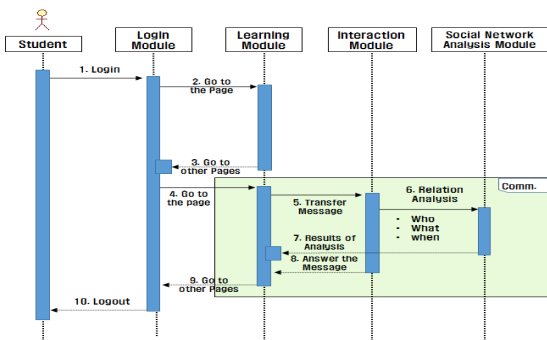 Student
Login
Module
Learning
Module
Interaction
Module
Social Network
Analysis Module
1. Login
2. Go to
the Page
3. Go to
other Pages
4. Go to
the page
Comm.
5. Transfer
Message
6. Relation
Analysis
- Who
- What
- when
7. Results of
Analysis
8. Answer the
Message
9. Go to
other Pages
10. Logout